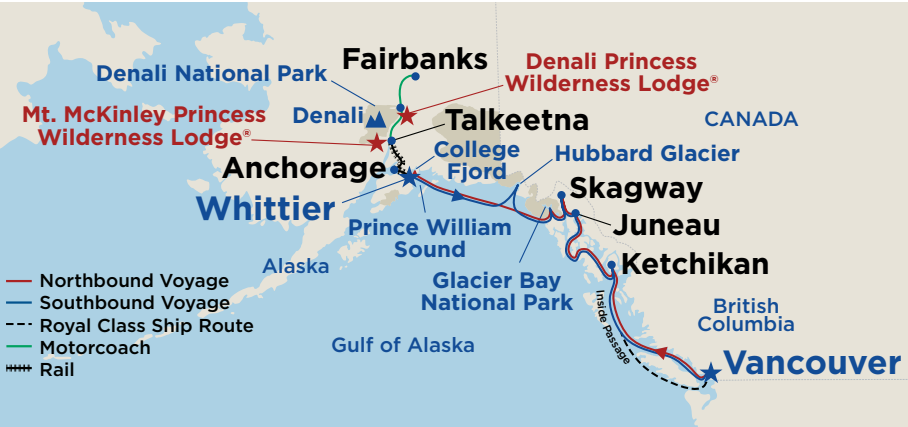 Fairbanks
Denali Princess
Wilderness Lodge®
Denali National Park
Mt. McKinley Princess
Wilderness Lodge®
Denali
Talkeetna
CANADA
College
Fjord
Hubbard Glacier
Anchorage
Whittier
Skagway
Prince William
Sound
Juneau
Alaska
Glacier Bay
National Park
Ketchikan
Northbound Voyage
Southbound Voyage
Royal Class Ship Route
Motorcoach
Rail
Inside Passage
British
Columbia
Gulf of Alaska
Vancouver